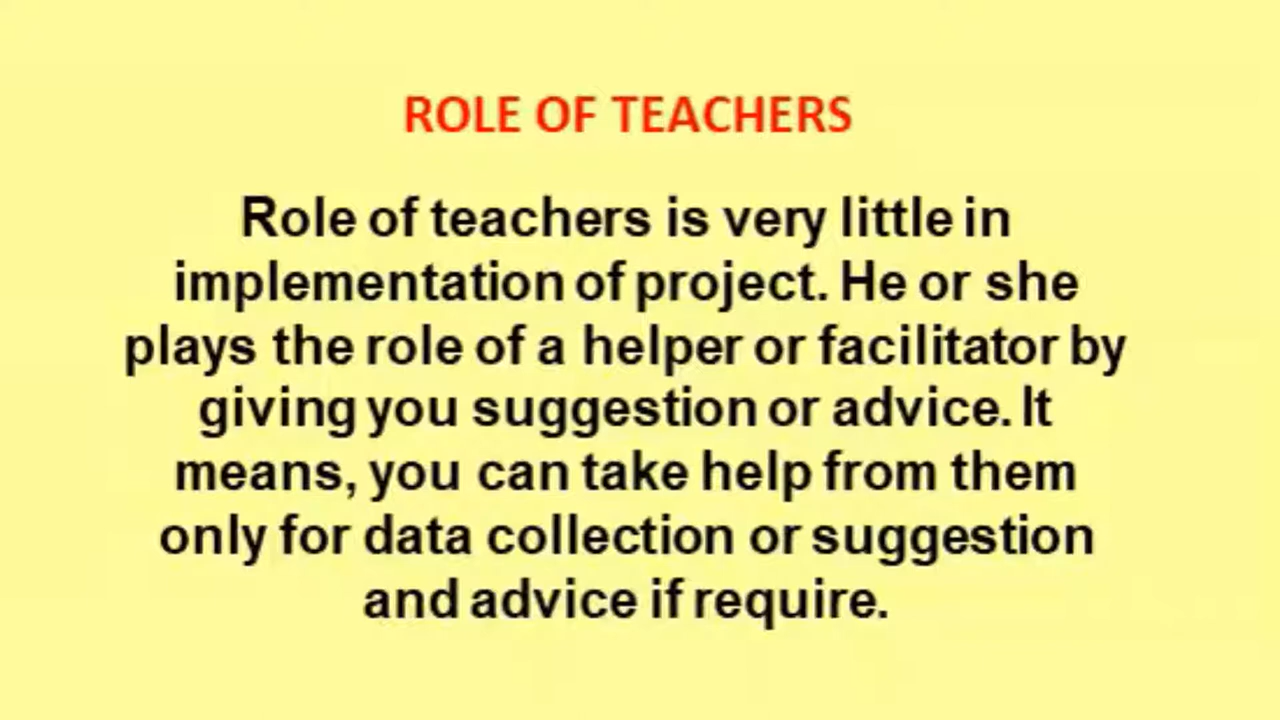 ROLE OF TEACHERS
Role of teachers is very little in
implementation of project. He or she
plays the role of a helper or facilitator by
giving you suggestion or advice. It
means, you can take help from them
only for data collection or suggestion
and advice if require.